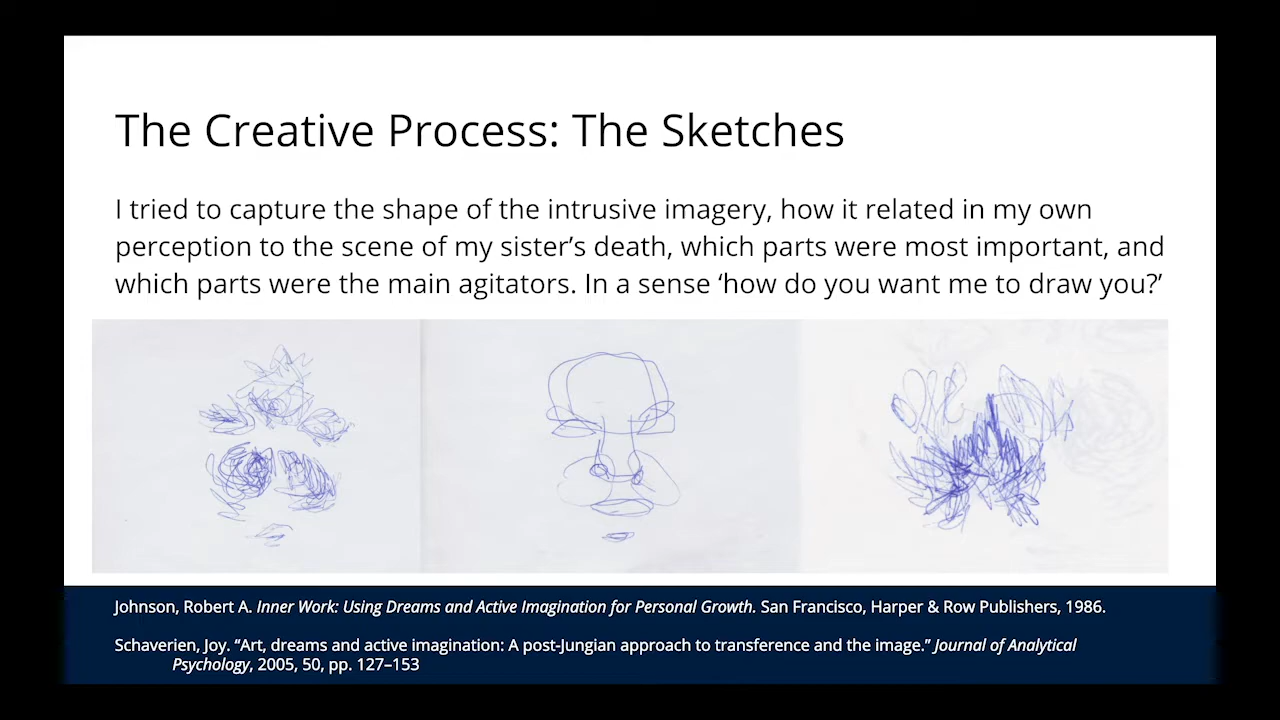 The Creative Process: The Sketches
I tried to capture the shape of the intrusive imagery, how it related in my own
perception to the scene of my sister’s death, which parts were most important, and
which parts were the main agitators. In a sense ‘how do you want me to draw you?’
Johnson, Robert A. Inner Work: Using Dreams and Active Imagination for Personal Growth. San Francisco, Harper & Row Publishers, 1986.
Schaverien, Joy. “Art, dreams and active imagination: A post-Jungian approach to transference and the image.” Journal of Analytical
Psychology, 2005, 50, pp. 127–153